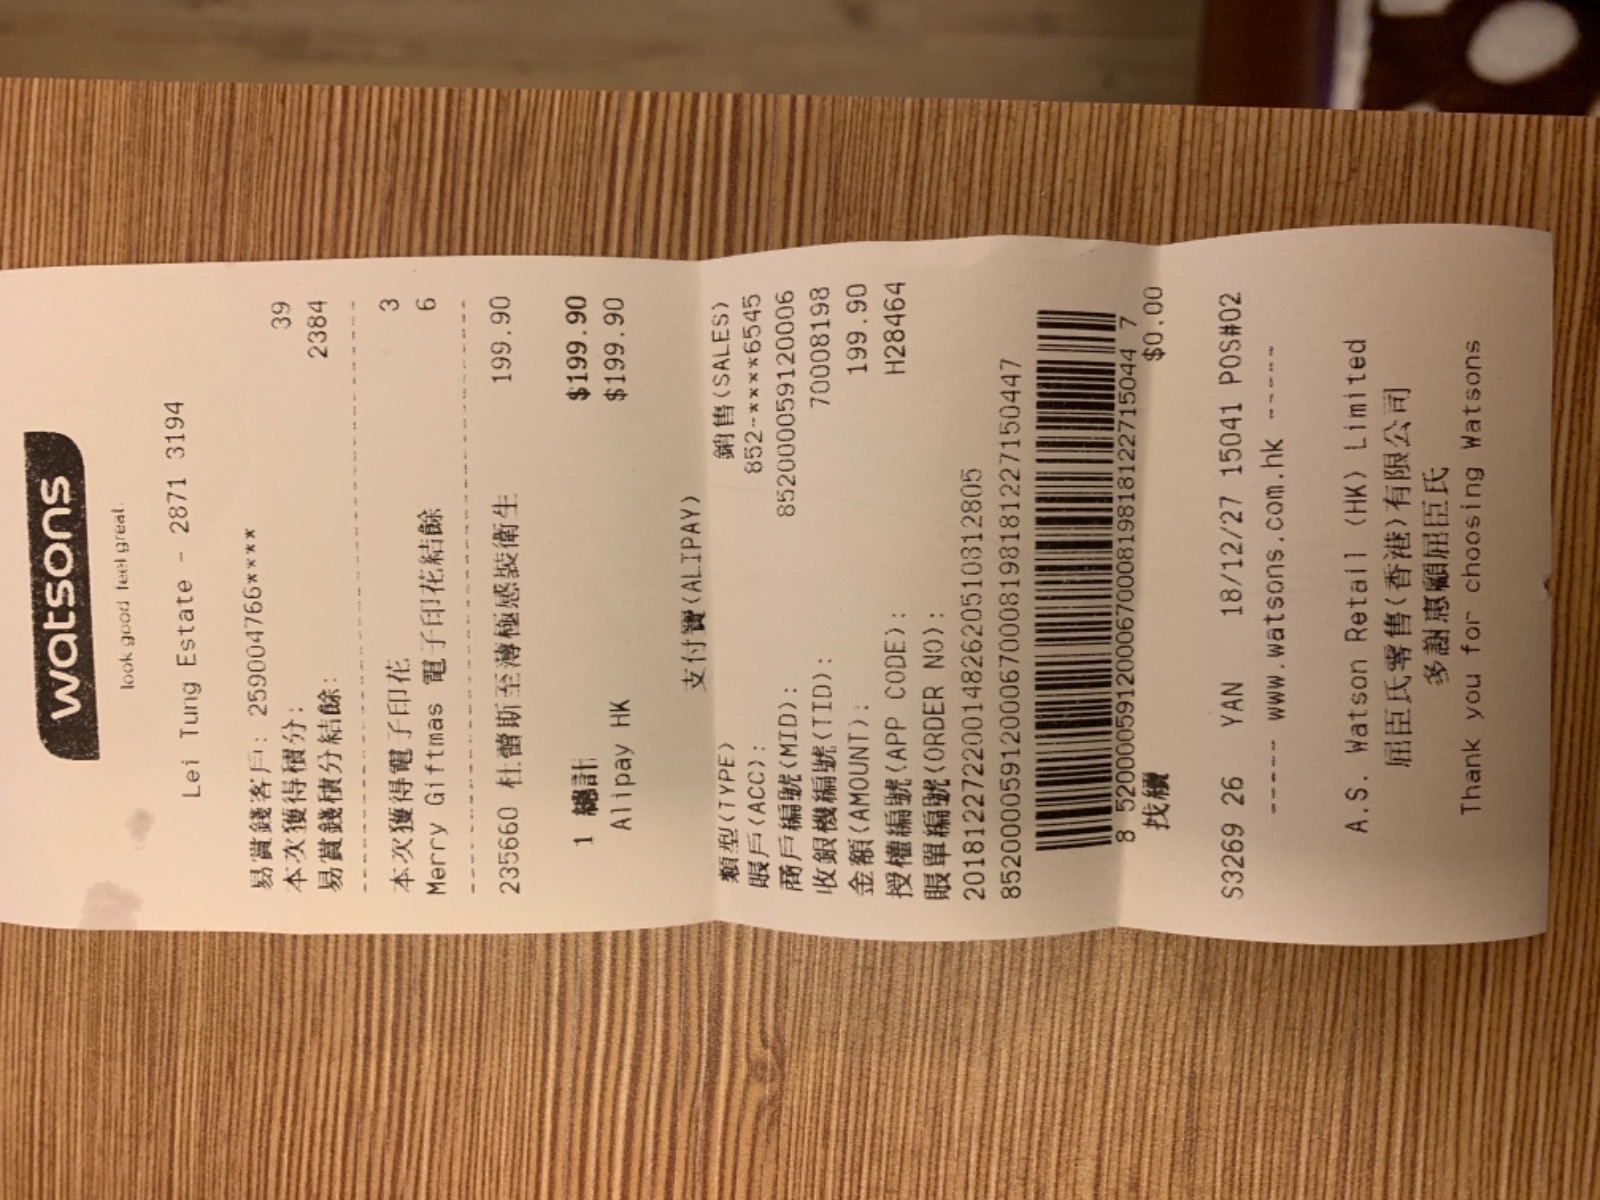 watsons
look good feel great.
Lei Tung Estate - 2871 3194
易賞錢客戶: 259004766****
本次獲得積分: 39
易賞錢積分結餘: 2384
本次獲得電子印花 3
Merry Giftmas 電子印花結餘 6
235660 杜蕾斯至薄極感裝衛生 199.90
1 總計 $199.90
Alipay HK $199.90
支付寶(ALIPAY)
類型(TYPE) 銷售(SALES)
賬戶(ACC): 852-****6545
商戶編號(MID): 852000059120006
收銀機編號(TID): 70008198
金額(AMOUNT): 199.90
授權編號(APP CODE): H28464
賬單編號(ORDER NO):
2018122722001482620510812805
85200005912000670008198181227150447
8 520000591200067000819818122715044 7
找續 $0.00
S3269 26 YAN 18/12/27 15041 POS#02
----- www.watsons.com.hk -----
A.S. Watson Retail (HK) Limited
屈臣氏零售(香港)有限公司
多謝惠顧屈臣氏
Thank you for choosing Watsons